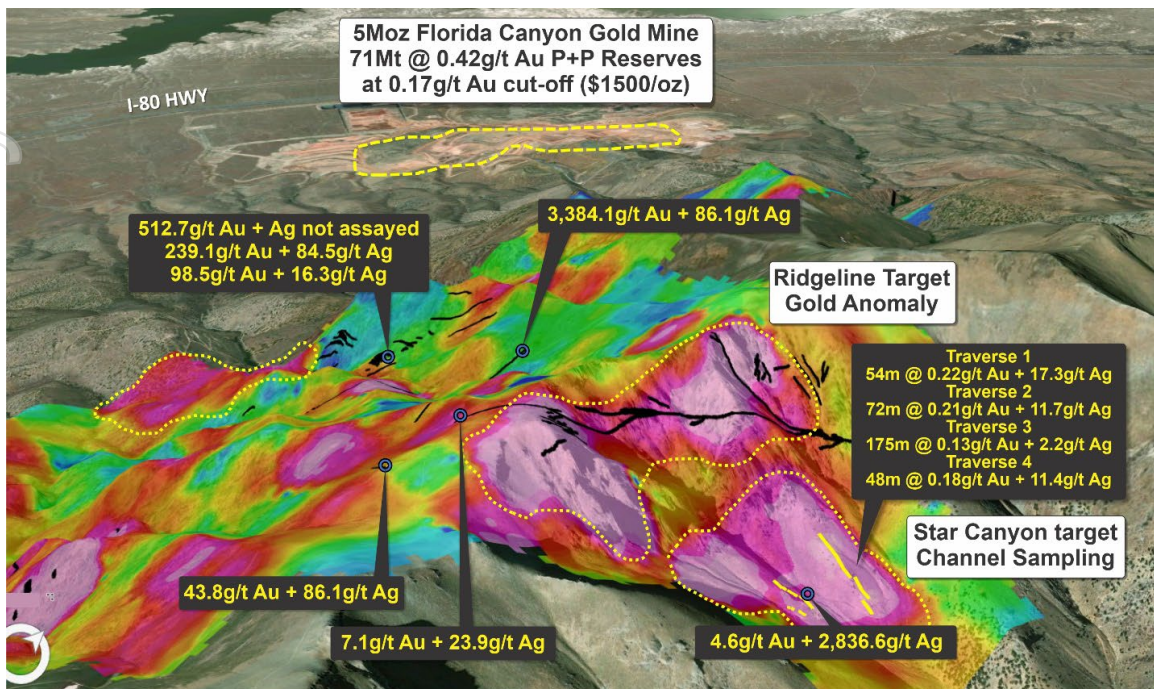 5Moz Florida Canyon Gold Mine
71Mt @ 0.42g/t Au P+P Reserves
at 0.17g/t Au cut-off ($1500/oz)
I-80 HWY
512.7g/t Au + Ag not assayed
239.1g/t Au + 84.5g/t Ag
98.5g/t Au + 16.3g/t Ag
3,384.1g/t Au + 86.1g/t Ag
Ridgeline Target
Gold Anomaly
Traverse 1
54m @ 0.22g/t Au + 17.3g/t Ag
Traverse 2
72m @ 0.21g/t Au + 11.7g/t Ag
Traverse 3
175m @ 0.13g/t Au + 2.2g/t Ag
Traverse 4
48m @ 0.18g/t Au + 11.4g/t Ag
Star Canyon target
Channel Sampling
43.8g/t Au + 86.1g/t Ag
7.1g/t Au + 23.9g/t Ag
4.6g/t Au + 2,836.6g/t Ag